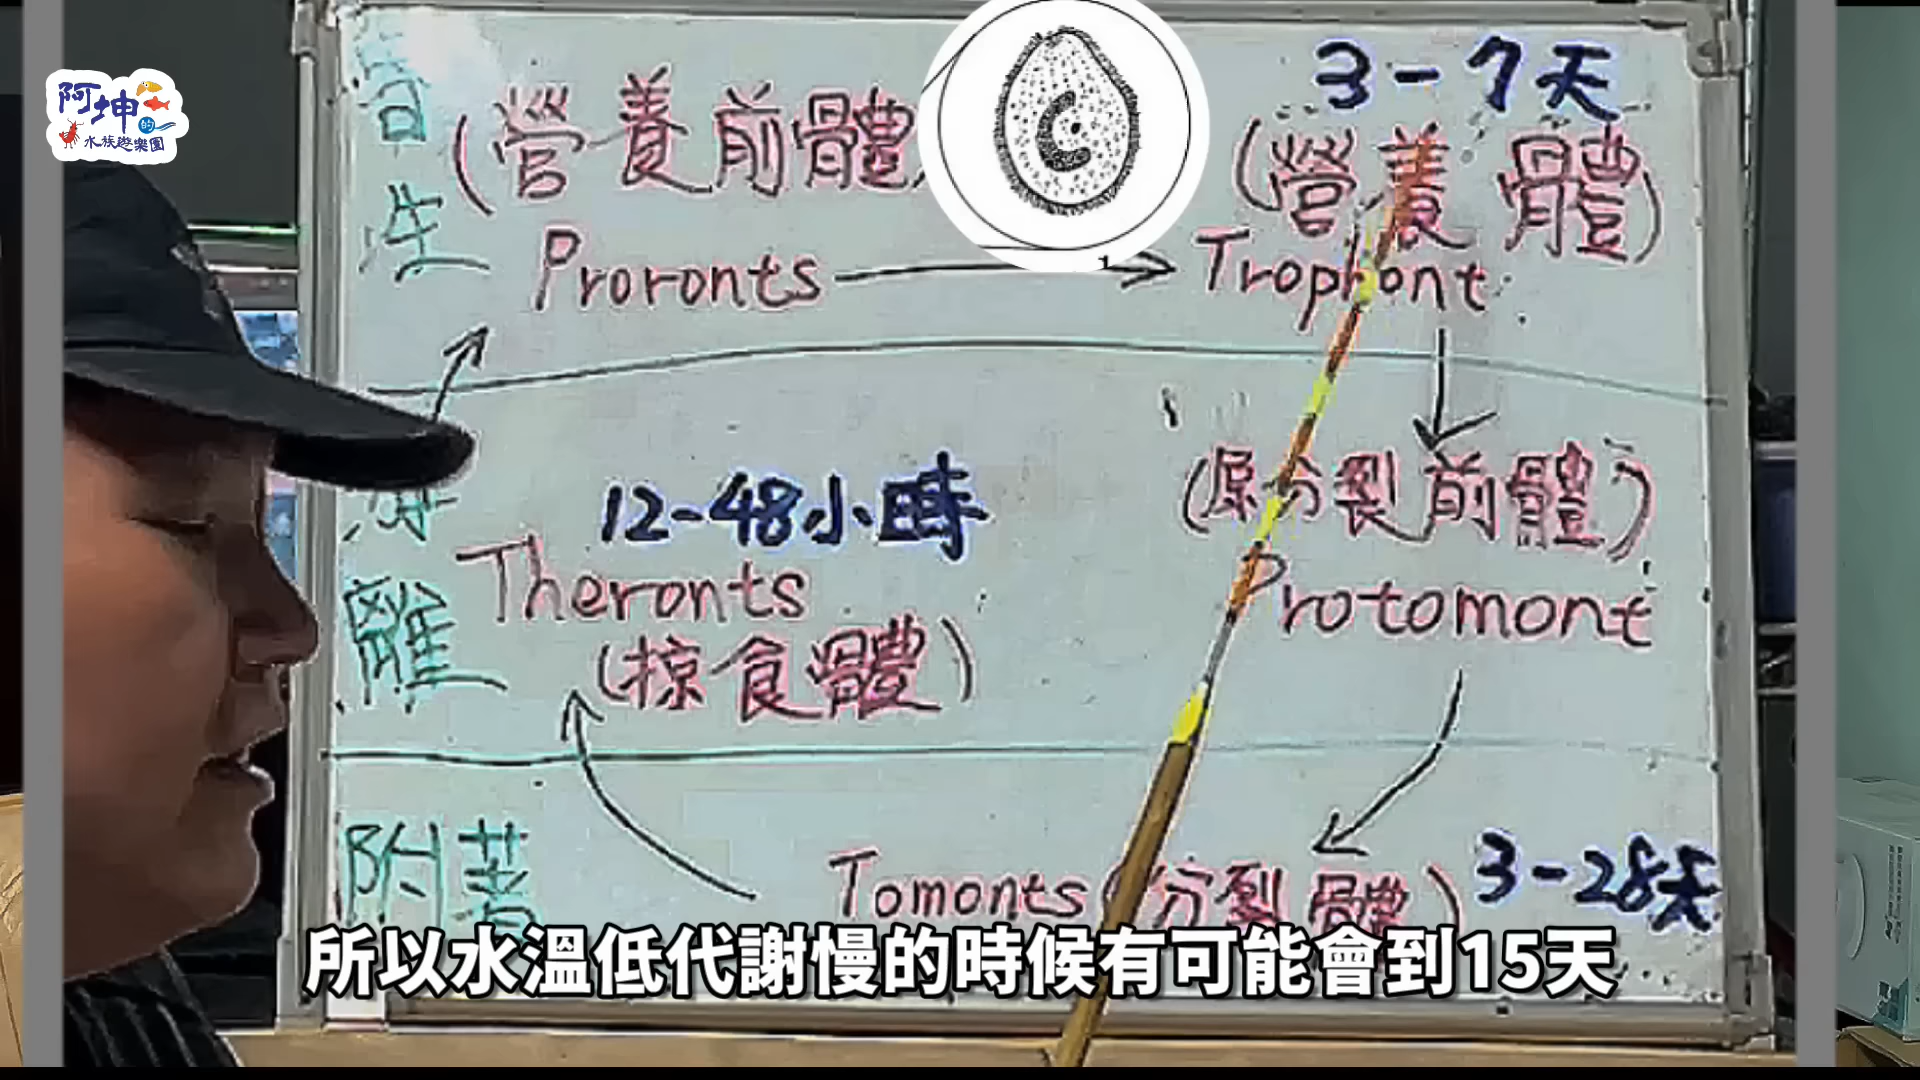 阿坤的
水族遊樂園
寄生
(營養前體)
Proronts
3-7天
(營養體)
Trophont
游離
12-48小時
Theronts
(掠食體)
(原分裂前體)
Protomont
附著
Tomonts(分裂體)
3-28天
所以水溫低代謝慢的時候有可能會到15天